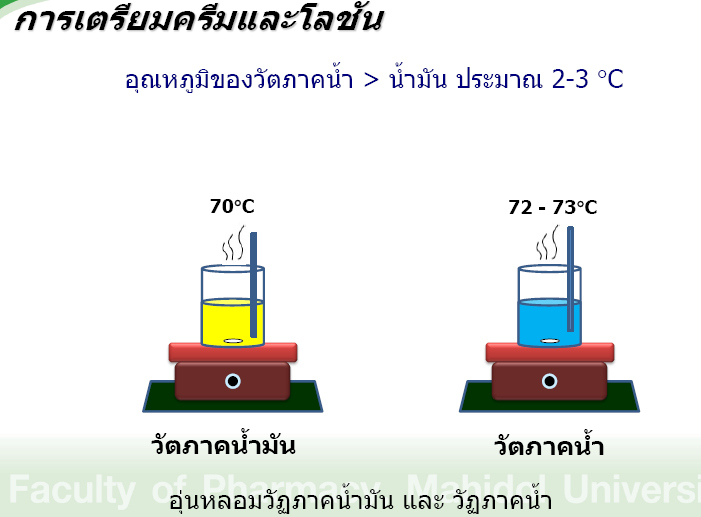 การเตรียมครีมและโลชั่น
อุณหภูมิของวัตภาคน้ำ > น้ำมัน ประมาณ 2-3 °C
70°C
72 - 73°C
วัตภาคน้ำมัน
วัตภาคน้ำ
Faculty of Pharmacy, Mahidol Universi
อุ่นหลอมวัฏภาคน้ำมัน และ วัฏภาคน้ำ